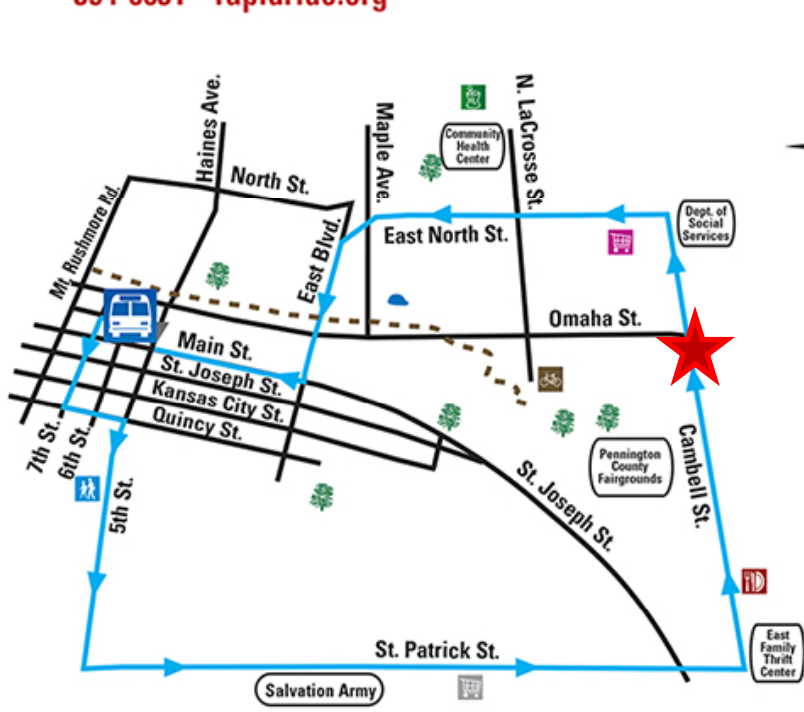 rapidride.org
Haines Ave.
Maple Ave.
N. LaCrosse St.
Community
Health
Center
North St.
Mt. Rushmore Rd.
East Blvd.
East North St.
Dept. of
Social
Services
Omaha St.
Main St.
St. Joseph St.
Kansas City St.
Quincy St.
7th St.
6th St.
5th St.
Pennington
County
Fairgrounds
Cambell St.
St. Joseph St.
St. Patrick St.
East
Family
Thrift
Center
Salvation Army